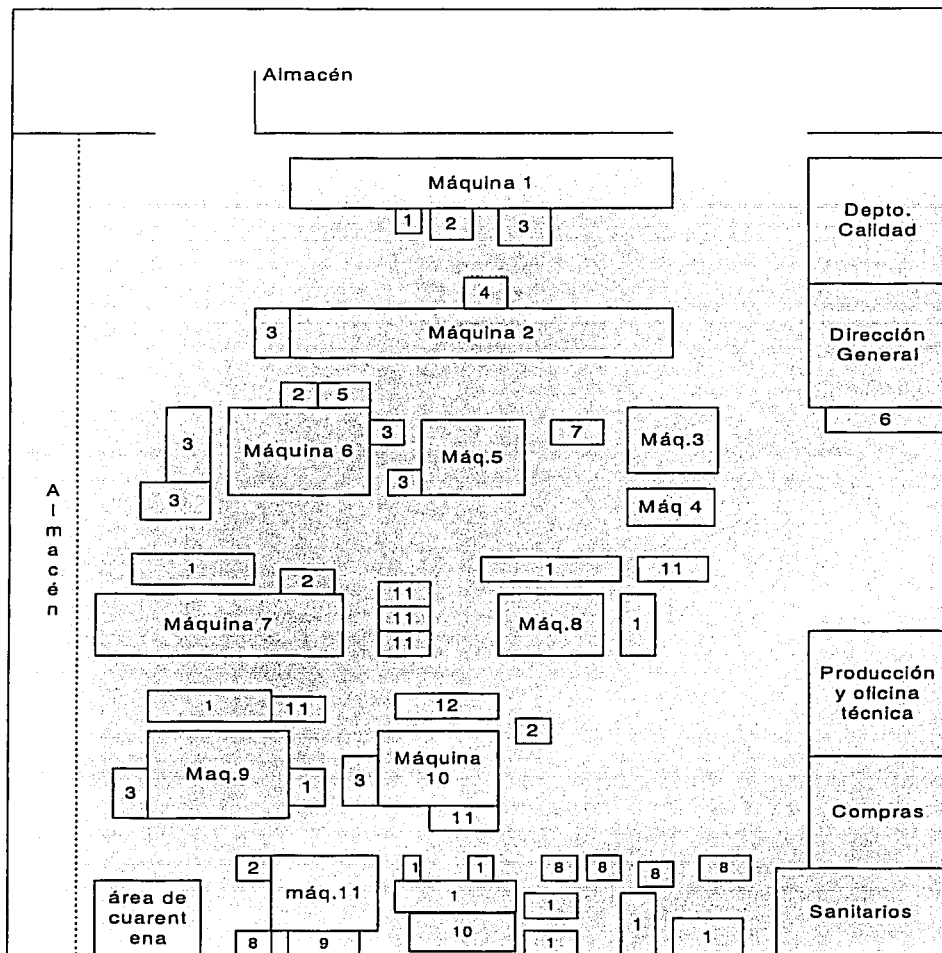 Almacén
Máquina 1
1
2
3
Depto.
Calidad
4
3
Máquina 2
Dirección
General
2
5
6
3
Máquina 6
3
Máq.5
7
Máq.3
3
3
Máq 4
A
l
m
a
c
é
n
1
2
1
11
Máquina 7
11
11
11
Máq.8
1
Producción
y oficina
técnica
1
11
12
2
Maq.9
3
1
Máquina
10
3
11
Compras
2
máq.11
1
1
8
8
8
8
área de
cuarent
ena
1
1
1
1
Sanitarios
8
9
10
1